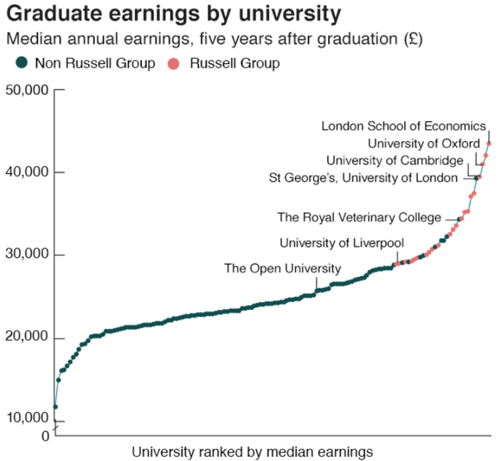 Graduate earnings by university
Median annual earnings, five years after graduation (£)
Non Russell Group Russell Group
50,000
London School of Economics
University of Oxford
University of Cambridge
40,000
St George's, University of London
The Royal Veterinary College
University of Liverpool
30,000
The Open University
20,000
10,000
0
University ranked by median earnings